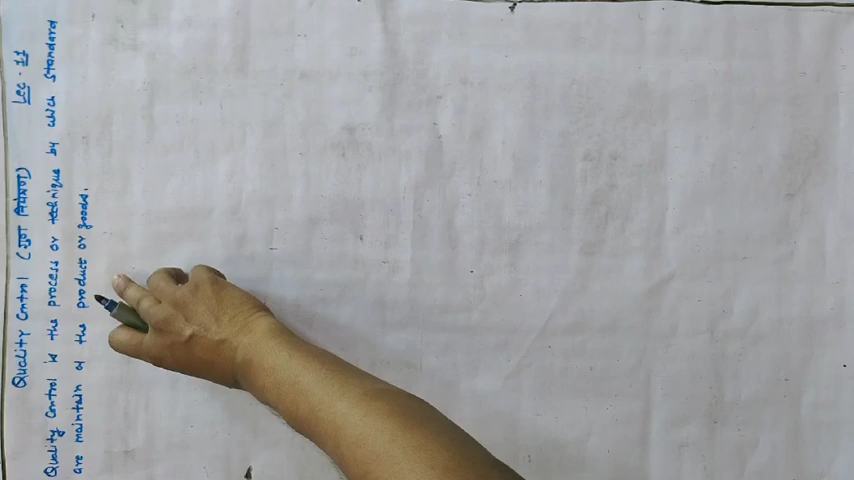 Quality Control (गुण नियंत्रण) Lec - 11
Quality Control is the process or technique by which standard
are maintain of the product or goods.